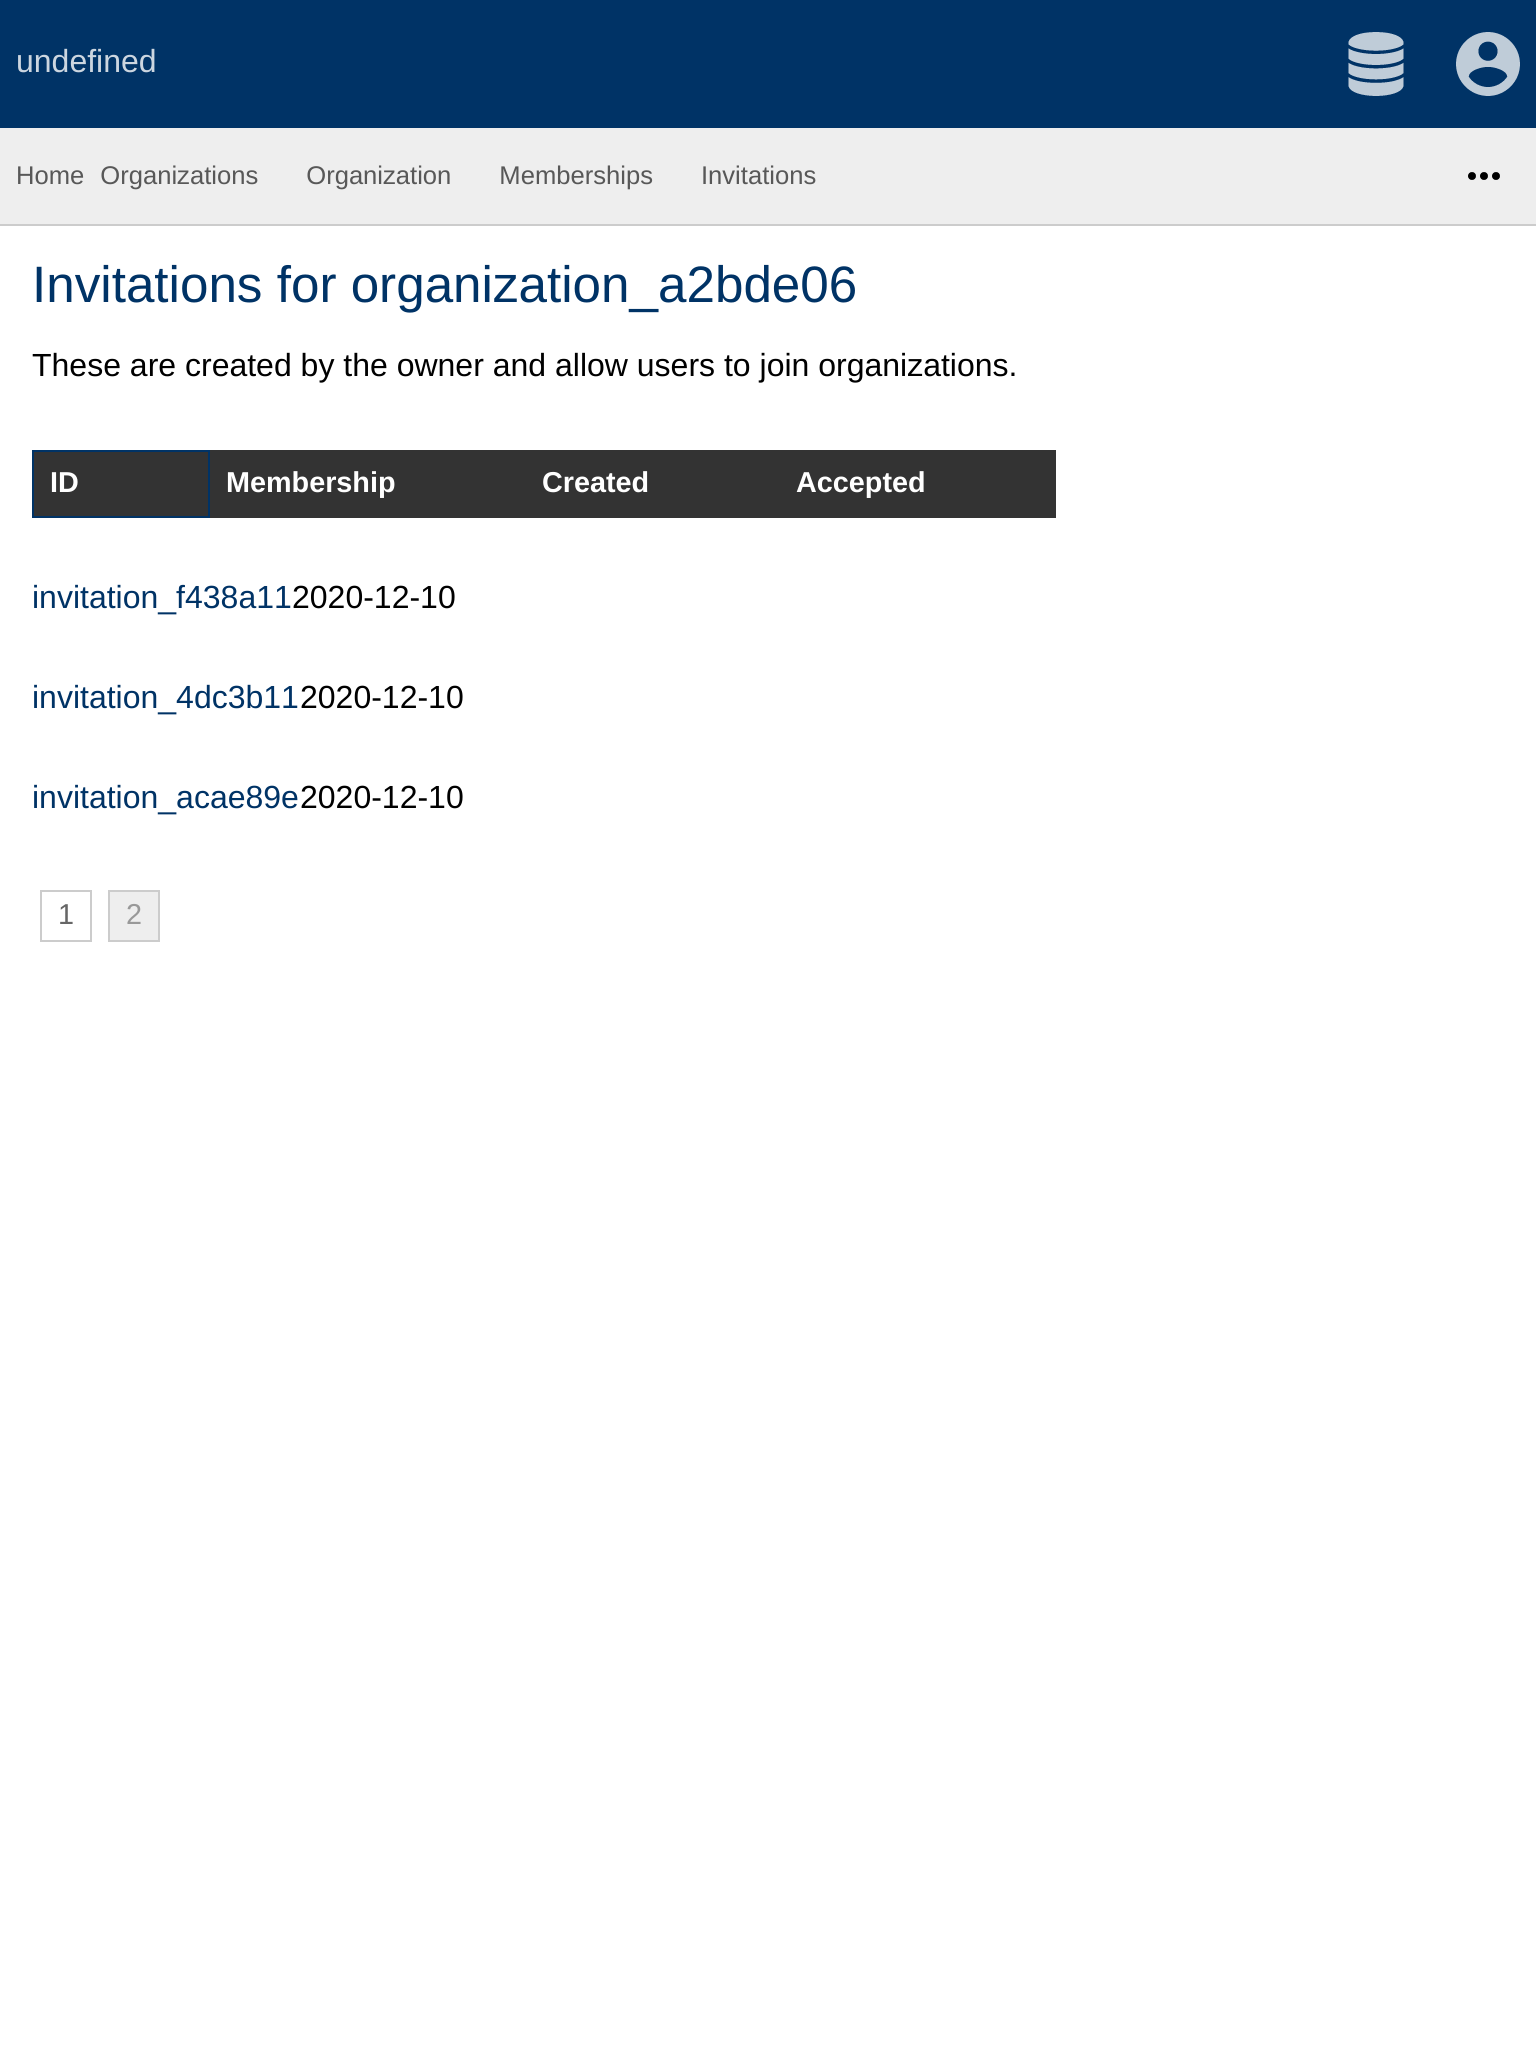 undefined
Home Organizations Organization Memberships Invitations
Invitations for organization_a2bde06
These are created by the owner and allow users to join organizations.
ID Membership Created Accepted
invitation_f438a112020-12-10
invitation_4dc3b112020-12-10
invitation_acae89e2020-12-10
1 2